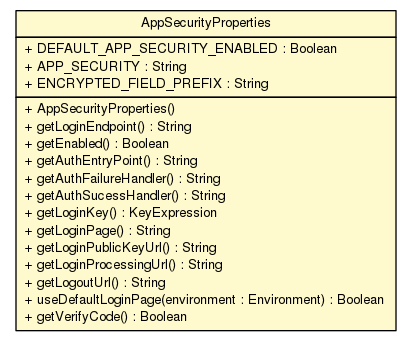 AppSecurityProperties
+ DEFAULT_APP_SECURITY_ENABLED : Boolean
+ APP_SECURITY : String
+ ENCRYPTED_FIELD_PREFIX : String
+ AppSecurityProperties()
+ getLoginEndpoint() : String
+ getEnabled() : Boolean
+ getAuthEntryPoint() : String
+ getAuthFailureHandler() : String
+ getAuthSucessHandler() : String
+ getLoginKey() : KeyExpression
+ getLoginPage() : String
+ getLoginPublicKeyUrl() : String
+ getLoginProcessingUrl() : String
+ getLogoutUrl() : String
+ useDefaultLoginPage(environment : Environment) : Boolean
+ getVerifyCode() : Boolean